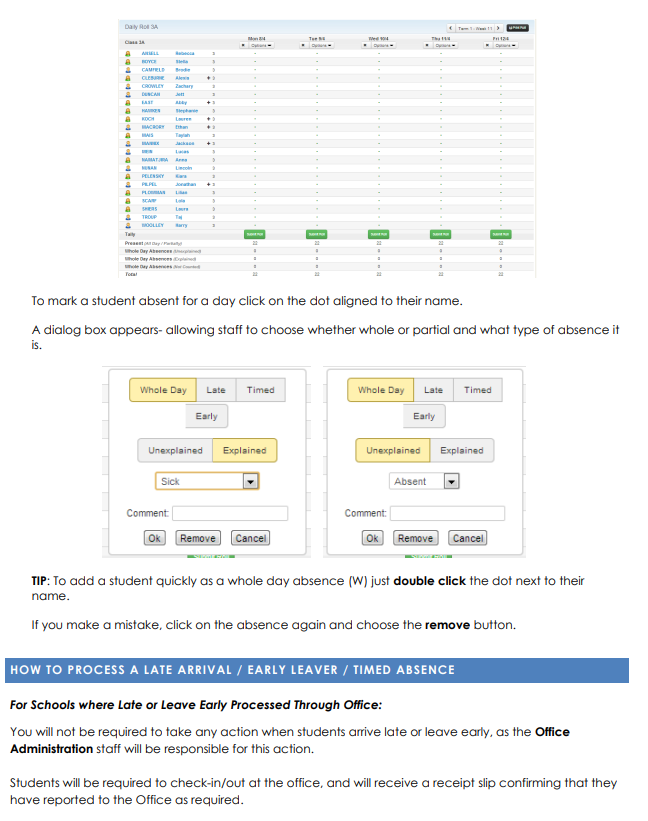 Daily Roll 3A
Term 1 - Week 11
Class 3A Mon 8/4 Tue 9/4 Wed 10/4 Thu 11/4 Fri 12/4
Options Options Options Options Options
ANSELL Rebecca 3
BOYCE Stella 3
CANFIELD Brodie 3
CLEBURNE Alexis + 3
CROWLEY Zachary 3
DUNCAN Jett 3
EAST Abby + 3
HAWKEN Stephanie 3
KOCH Lauren + 3
MACRORY Ethan + 3
MAIS Taylah 3
MANNIX Jackson + 3
MEIN Lucas 3
NAMATJIRA Anna 3
NINAN Lincoln 3
PELENSKY Kiara 3
PILPEL Jonathan + 3
PLOWMAN Lilian 3
SCARF Lola 3
SNERS Laura 3
TROUP Taj 3
WOOLLEY Harry 3
Tally Submit Roll Submit Roll Submit Roll Submit Roll Submit Roll
Present (All Day / Partially) 22 22 22 22 22
Whole Day Absences (Unexplained) 0 0 0 0 0
Whole Day Absences (Explained) 0 0 0 0 0
Whole Day Absences (Not Counted) 0 0 0 0 0
Total 22 22 22 22 22
To mark a student absent for a day click on the dot aligned to their name.
A dialog box appears- allowing staff to choose whether whole or partial and what type of absence it
is.
Whole Day Late Timed
Early
Unexplained Explained
Sick
Comment:
Ok Remove Cancel
Whole Day Late Timed
Early
Unexplained Explained
Absent
Comment:
Ok Remove Cancel
TIP: To add a student quickly as a whole day absence (W) just double click the dot next to their
name.
If you make a mistake, click on the absence again and choose the remove button.
HOW TO PROCESS A LATE ARRIVAL / EARLY LEAVER / TIMED ABSENCE
For Schools where Late or Leave Early Processed Through Office:
You will not be required to take any action when students arrive late or leave early, as the Office
Administration staff will be responsible for this action.
Students will be required to check-in/out at the office, and will receive a receipt slip confirming that they
have reported to the Office as required.